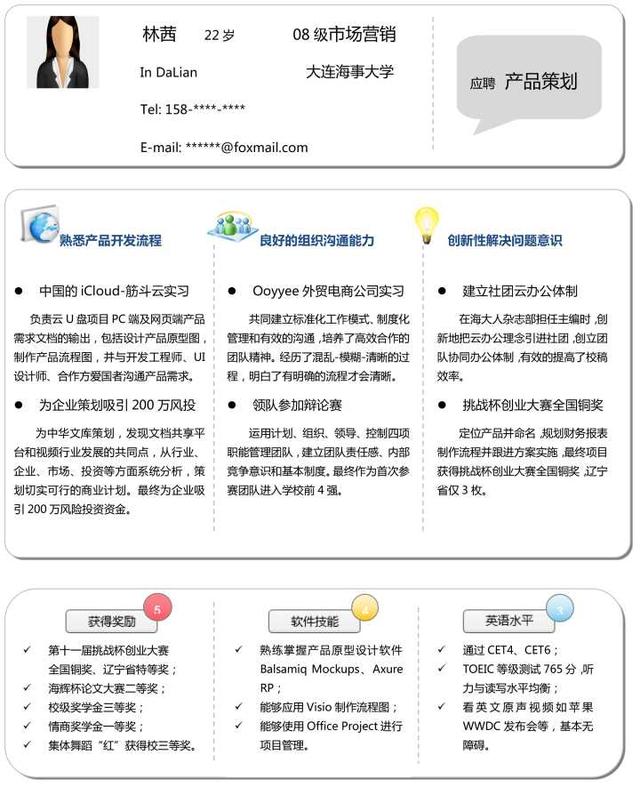 林茜 22 岁 08 级市场营销
In DaLian 大连海事大学
Tel: 158-****-****
E-mail: ******@foxmail.com
应聘 产品策划
熟悉产品开发流程
● 中国的 iCloud-筋斗云实习
负责云 U 盘项目 PC 端及网页端产品
需求文档的输出，包括设计产品原型图，
制作产品流程图，并与开发工程师、UI
设计师、合作方爱国者沟通产品需求。
● 为企业策划吸引 200 万风投
为中华文库策划，发现文档共享平
台和视频行业发展的共同点，从行业、
企业、市场、投资等方面系统分析，策
划切实可行的商业计划。最终为企业吸
引 200 万风险投资资金。
良好的组织沟通能力
● Ooyyee 外贸电商公司实习
共同建立标准化工作模式、制度化
管理和有效的沟通，培养了高效合作的
团队精神。经历了混乱-模糊-清晰的过
程，明白了有明确的流程才会清晰。
● 领队参加辩论赛
运用计划、组织、领导、控制四项
职能管理团队，建立团队责任感、内部
竞争意识和基本制度。最终作为首次参
赛团队进入学校前 4 强。
创新性解决问题意识
● 建立社团云办公体制
在海大人杂志部担任主编时，创
新地把云办公理念引进社团，创立团
队协同办公体制，有效的提高了校稿
效率。
● 挑战杯创业大赛全国铜奖
定位产品并命名，规划财务报表
制作流程并跟进方案实施，最终项目
获得挑战杯创业大赛全国铜奖，辽宁
省仅 3 枚。
获得奖励 5
✓ 第十一届挑战杯创业大赛
全国铜奖、辽宁省特等奖；
✓ 海辉杯论文大赛二等奖；
✓ 校级奖学金三等奖；
✓ 情商奖学金一等奖；
✓ 集体舞蹈“红”获得校三等奖。
软件技能 4
✓ 熟练掌握产品原型设计软件
Balsamiq Mockups、Axure
RP；
✓ 能够应用 Visio 制作流程图；
✓ 能够使用 Office Project 进行
项目管理。
英语水平 3
✓ 通过 CET4、CET6；
✓ TOEIC 等级测试 765 分，听
力与读写水平均衡；
✓ 看英文原声视频如苹果
WWDC 发布会等，基本无
障碍。